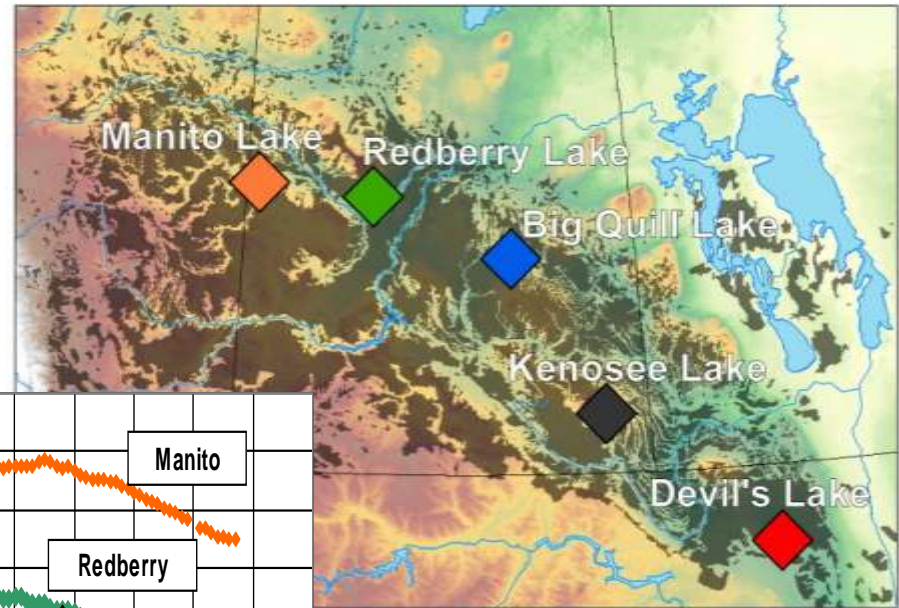 Manito Lake
Redberry Lake
Big Quill Lake
Kenosee Lake
Devil's Lake
Manito
Redberry